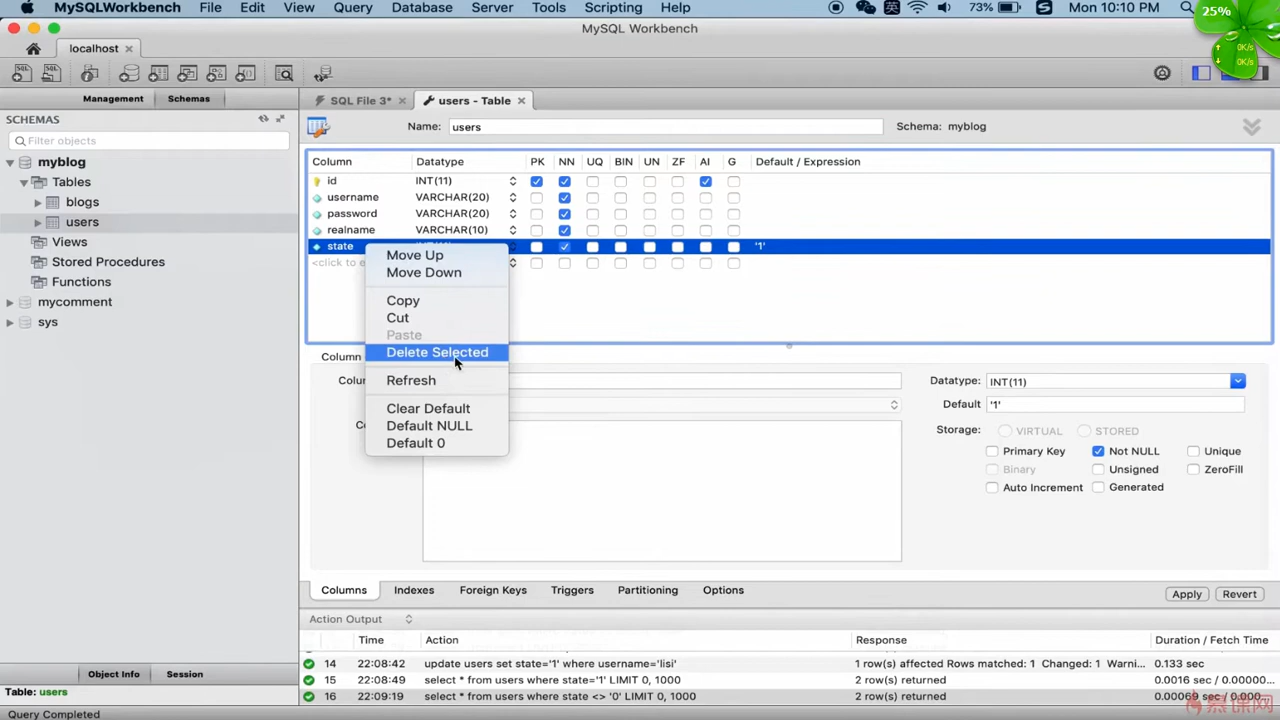 MySQLWorkbench File Edit View Query Database Server Tools Scripting Help 英 73% S Mon 10:10 PM 25%
MySQL Workbench
0K/s
0K/s
localhost
Management Schemas
SCHEMAS
Filter objects
myblog
Tables
blogs
users
Views
Stored Procedures
Functions
mycomment
sys
Object Info Session
Table: users
Query Completed
SQL File 3* users - Table
Name: users Schema: myblog
Column Datatype PK NN UQ BIN UN ZF AI G Default / Expression
id INT(11)
username VARCHAR(20)
password VARCHAR(20)
realname VARCHAR(10)
state '1'
<click to e
Move Up
Move Down
Copy
Cut
Paste
Delete Selected
Refresh
Clear Default
Default NULL
Default 0
Column
Datatype: INT(11)
Default '1'
Storage: VIRTUAL STORED
Primary Key Not NULL Unique
Binary Unsigned ZeroFill
Auto Increment Generated
Columns Indexes Foreign Keys Triggers Partitioning Options Apply Revert
Action Output
Time Action Response Duration / Fetch Time
14 22:08:42 update users set state='1' where username='lisi' 1 row(s) affected Rows matched: 1 Changed: 1 Warni... 0.133 sec
15 22:08:49 select * from users where state='1' LIMIT 0, 1000 2 row(s) returned 0.0016 sec / 0.00000...
16 22:09:19 select * from users where state <> '0' LIMIT 0, 1000 2 row(s) returned 0.00069 sec / 0.000...
慕课网